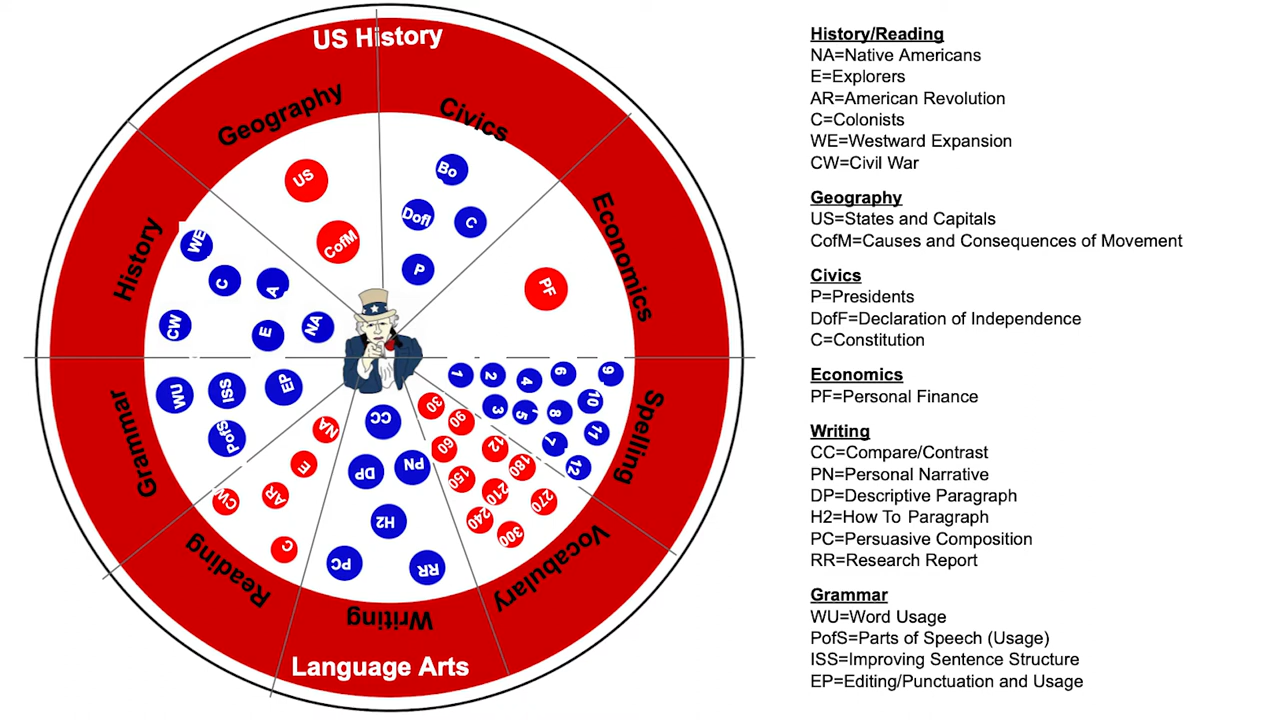 US History
Geography
Civics
Economics
History
US
CofM
Bo
DofI
C
P
PF
WE
C
A
CW
E
NA
WU
ISS
EP
PofS
Grammar
NA
E
AR
CW
C
Reading
CC
DP
PN
H2
PC
RR
Writing
30
90
60
12
180
150
210
270
240
300
Vocabulary
1
2
4
6
9
3
5
8
10
7
11
12
Spelling
Language Arts
History/Reading
NA=Native Americans
E=Explorers
AR=American Revolution
C=Colonists
WE=Westward Expansion
CW=Civil War
Geography
US=States and Capitals
CofM=Causes and Consequences of Movement
Civics
P=Presidents
DofF=Declaration of Independence
C=Constitution
Economics
PF=Personal Finance
Writing
CC=Compare/Contrast
PN=Personal Narrative
DP=Descriptive Paragraph
H2=How To Paragraph
PC=Persuasive Composition
RR=Research Report
Grammar
WU=Word Usage
PofS=Parts of Speech (Usage)
ISS=Improving Sentence Structure
EP=Editing/Punctuation and Usage